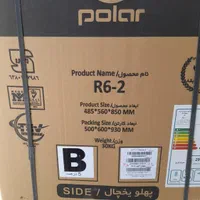 polar
Product Name / نام محصول
R6-2
Product Size / ابعاد محصول
485*560*850 MM
Packing Size / ابعاد کارتن
500*600*930 MM
Weight / وزن
30KG
B
SIDE / پهلو یخچال